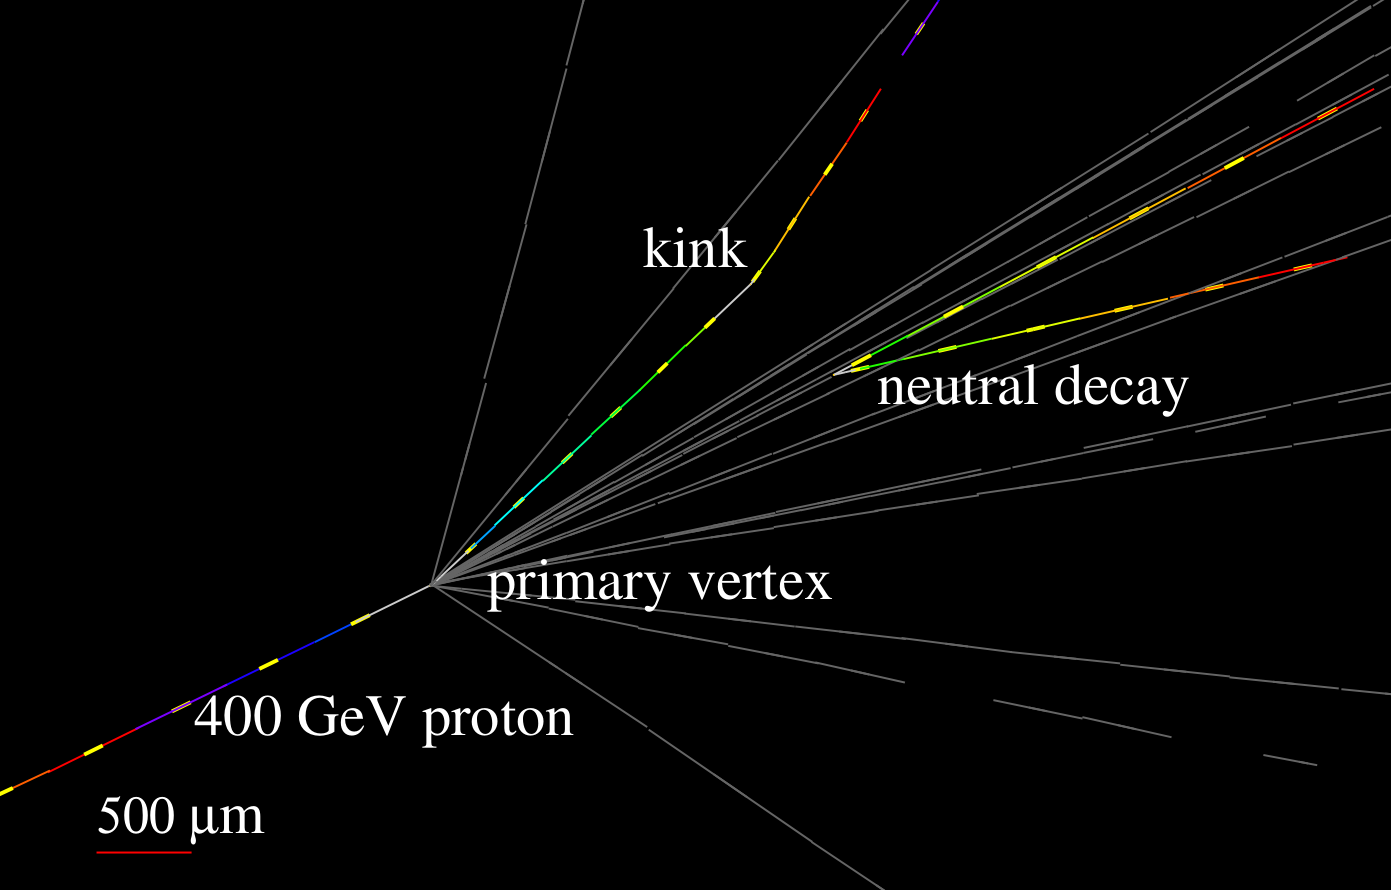 kink
neutral decay
primary vertex
400 GeV proton
500 μm